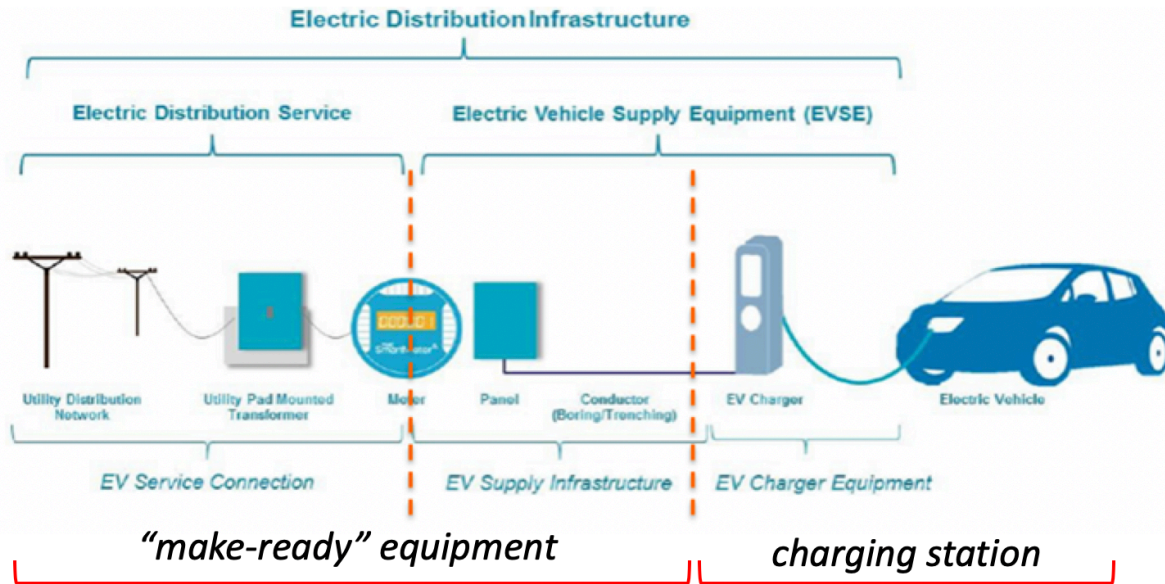 Electric Distribution Infrastructure
Electric Distribution Service
Electric Vehicle Supply Equipment (EVSE)
000001
Utility Distribution
Network
Utility Pad Mounted
Transformer
Meter
Panel
Conductor
(Boring/Trenching)
EV Charger
Electric Vehicle
EV Service Connection
EV Supply Infrastructure
EV Charger Equipment
“make-ready” equipment
charging station